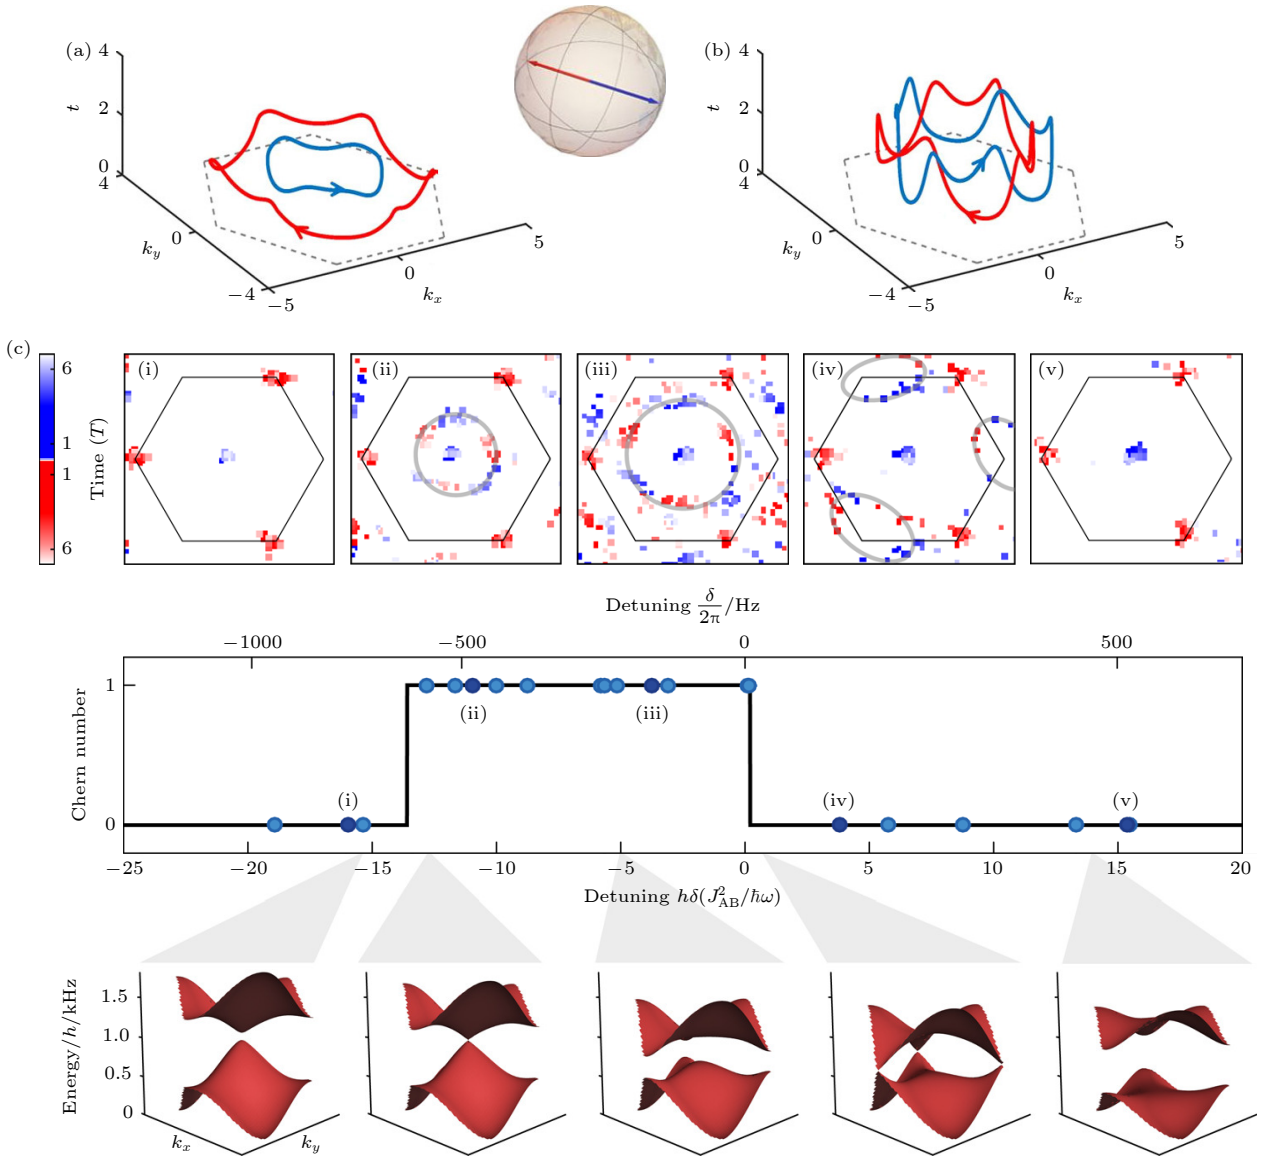 (a)
4
2
0
t
4
0
−4
k_y
−5
0
5
k_x
(b)
4
2
0
t
4
0
−4
k_y
−5
0
5
k_x
(c)
6
1
1
6
Time (T)
(i)
(ii)
(iii)
(iv)
(v)
Detuning δ/2π/Hz
−1000
−500
0
500
1
0
Chern number
(i)
(ii)
(iii)
(iv)
(v)
−25
−20
−15
−10
−5
0
5
10
15
20
Detuning hδ(J²_AB/ℏω)
1.5
1.0
0.5
0
Energy/h/kHz
k_x
k_y